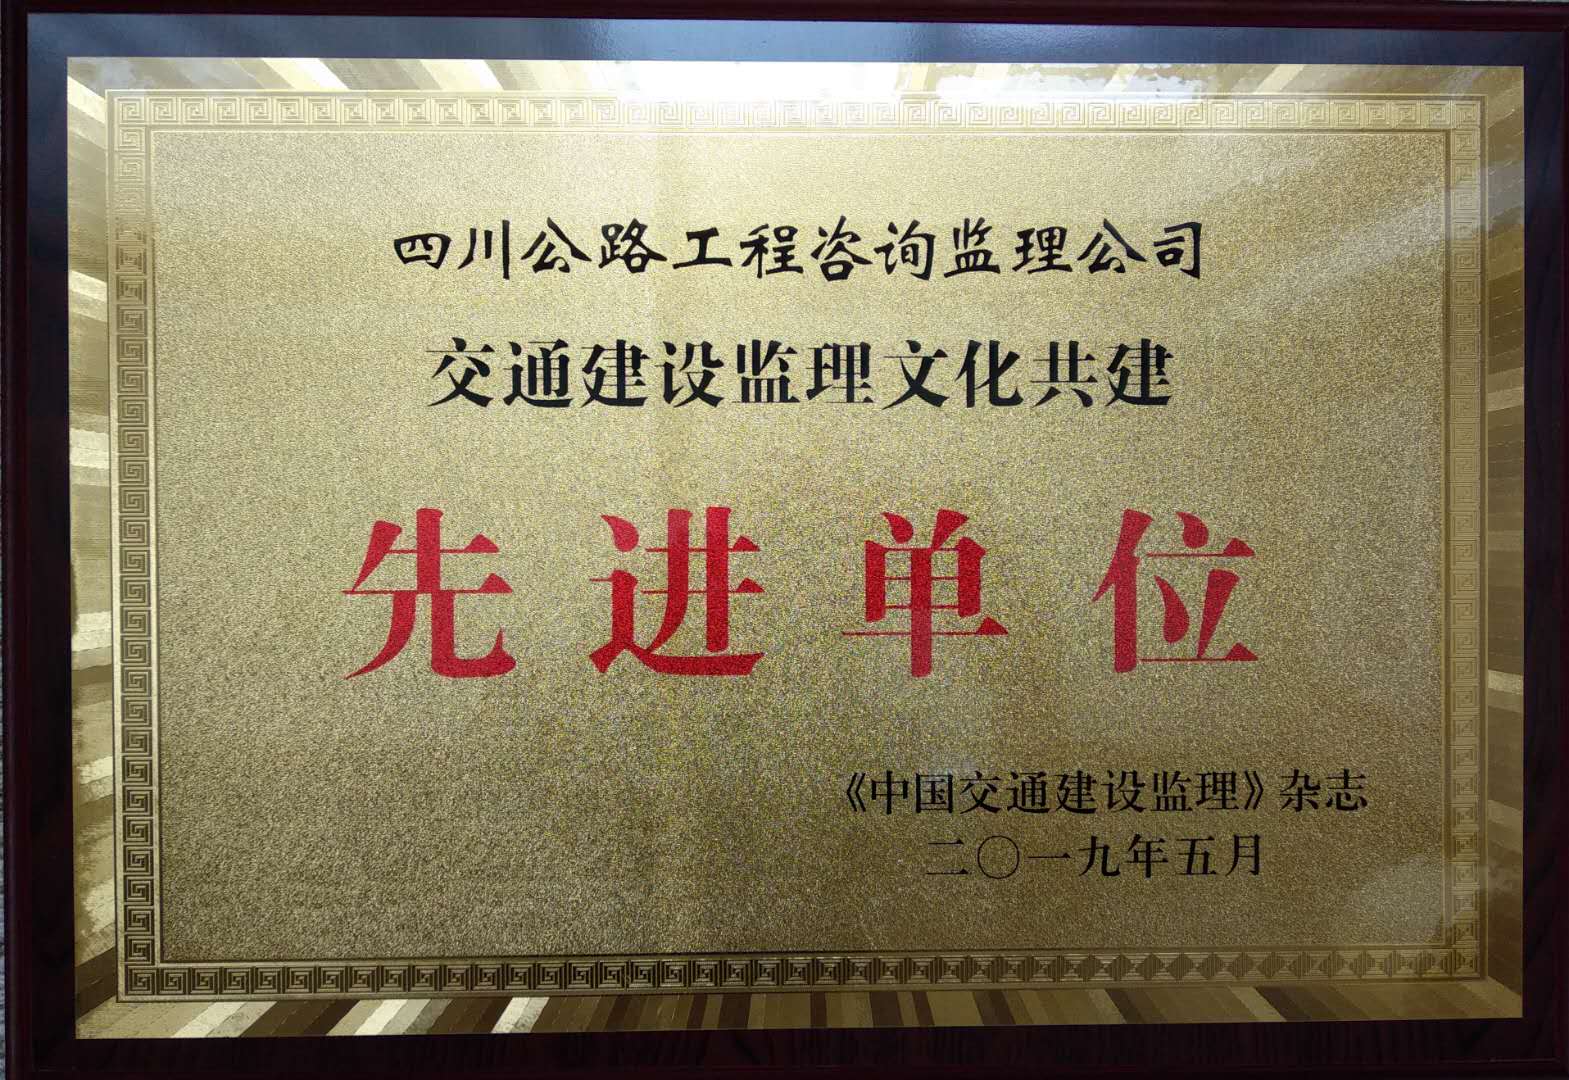 四川公路工程咨询监理公司
交通建设监理文化共建
先进单位
《中国交通建设监理》杂志
二〇一九年五月